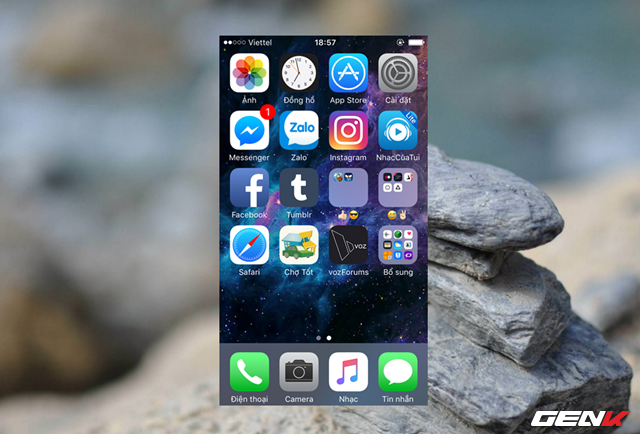 Viettel 18:57
Ảnh Đồng hồ App Store Cài đặt
1
Zalo Lite
Messenger Zalo Instagram NhacCuaTui
f t
Facebook Tumblr 👍😎 😄✌
voz
Safari Chợ Tốt vozForums Bổ sung
Điện thoại Camera Nhạc Tin nhắn
GENK